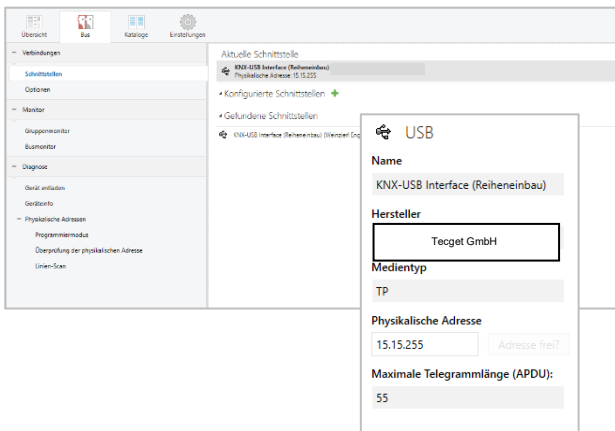 Übersicht
Bus
Kataloge
Einstellungen
Verbindungen
Schnittstellen
Optionen
Monitor
Gruppenmonitor
Busmonitor
Diagnose
Gerät entladen
Geräteinfo
Physikalische Adressen
Programmiermodus
Überprüfung der physikalischen Adresse
Linien-Scan
Aktuelle Schnittstelle
KNX-USB Interface (Reiheneinbau)
Physikalische Adresse: 15.15.255
Konfigurierte Schnittstellen
Gefundene Schnittstellen
KNX-USB Interface (Reiheneinbau) (Weinzierl Eng
USB
Name
KNX-USB Interface (Reiheneinbau)
Hersteller
Tecget GmbH
Medientyp
TP
Physikalische Adresse
15.15.255
Adresse frei?
Maximale Telegrammlänge (APDU):
55